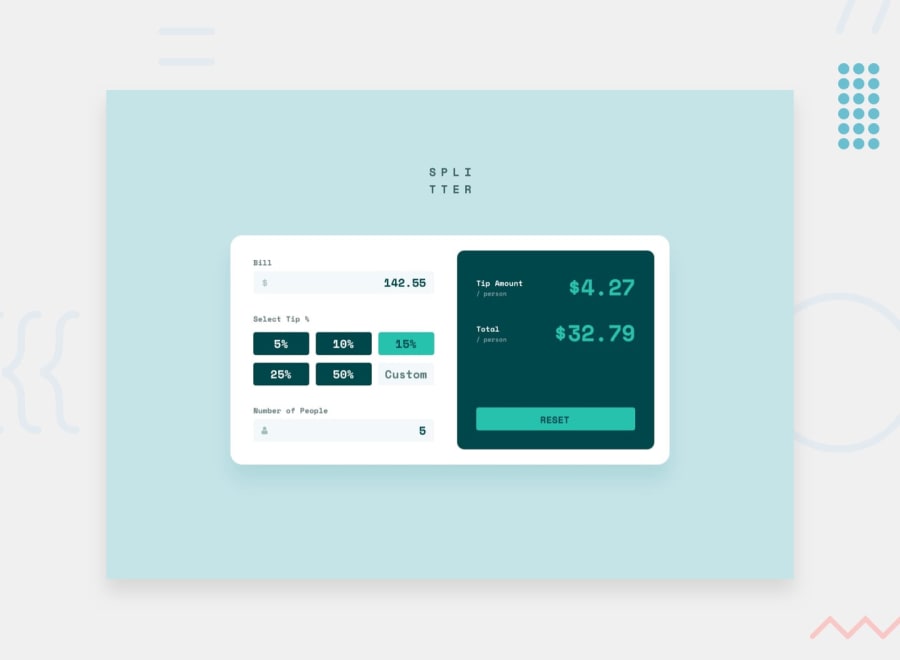 SPLI
TTER
Bill
$ 142.55
Select Tip %
5% 10% 15%
25% 50% Custom
Number of People
5
Tip Amount
/ person
$4.27
Total
/ person
$32.79
RESET